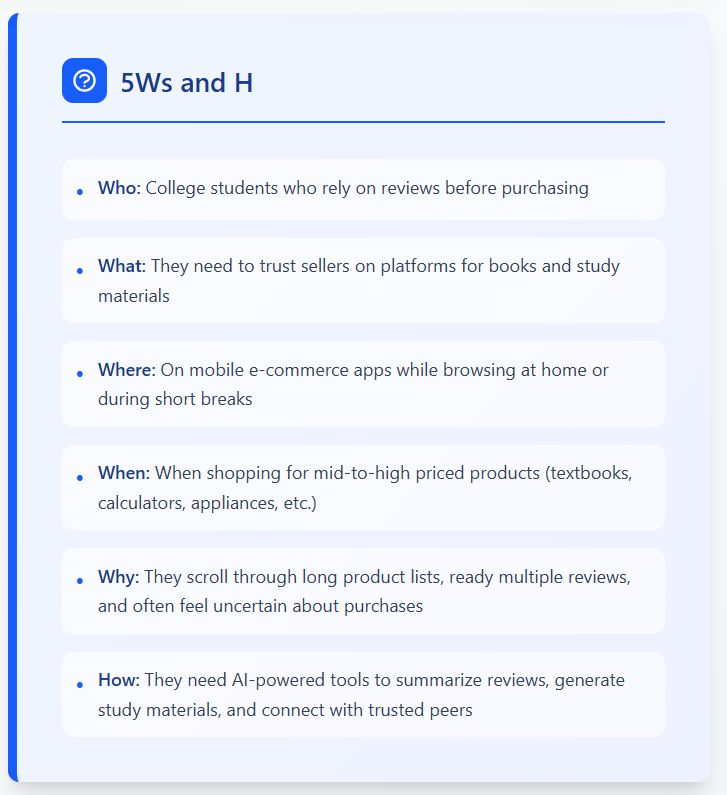 5Ws and H
Who: College students who rely on reviews before purchasing
What: They need to trust sellers on platforms for books and study
materials
Where: On mobile e-commerce apps while browsing at home or
during short breaks
When: When shopping for mid-to-high priced products (textbooks,
calculators, appliances, etc.)
Why: They scroll through long product lists, ready multiple reviews,
and often feel uncertain about purchases
How: They need AI-powered tools to summarize reviews, generate
study materials, and connect with trusted peers